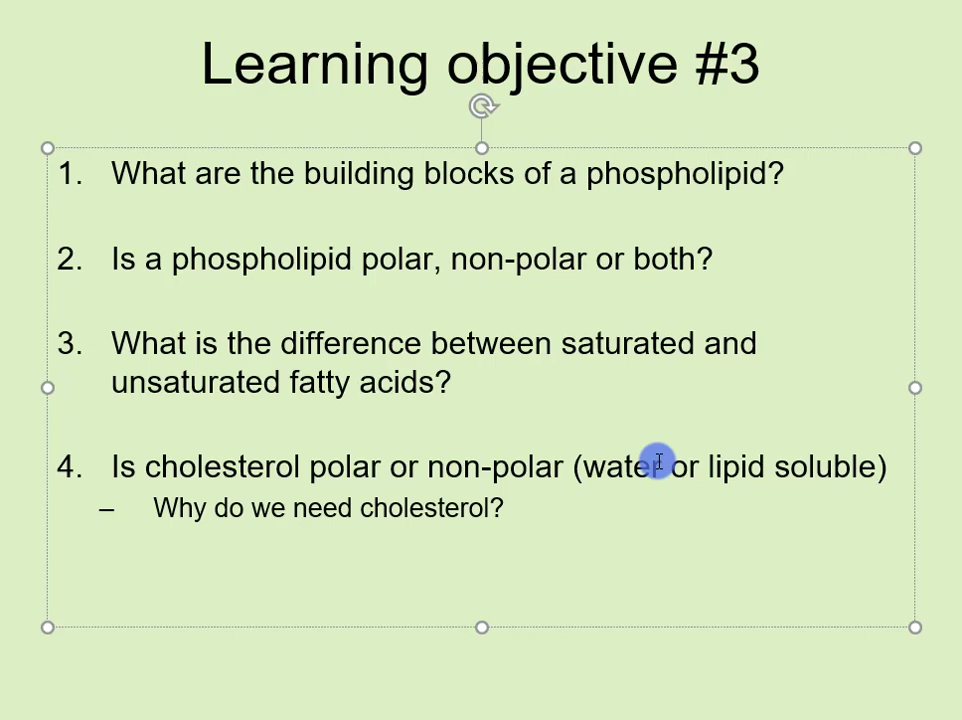 Learning objective #3
1. What are the building blocks of a phospholipid?
2. Is a phospholipid polar, non-polar or both?
3. What is the difference between saturated and
unsaturated fatty acids?
4. Is cholesterol polar or non-polar (water or lipid soluble)
– Why do we need cholesterol?